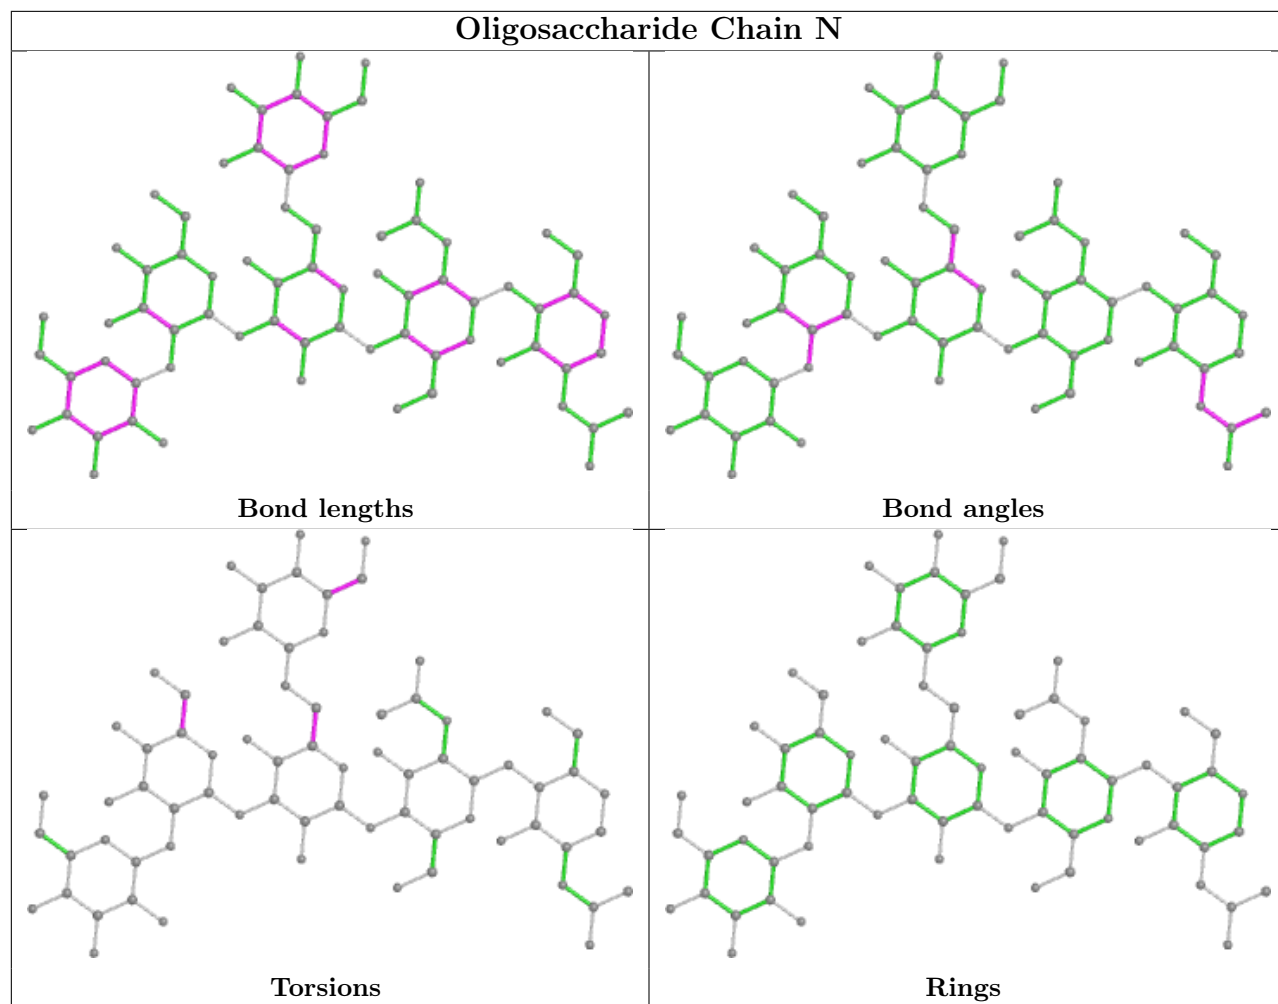 Oligosaccharide Chain N
Bond lengths
Bond angles
Torsions
Rings